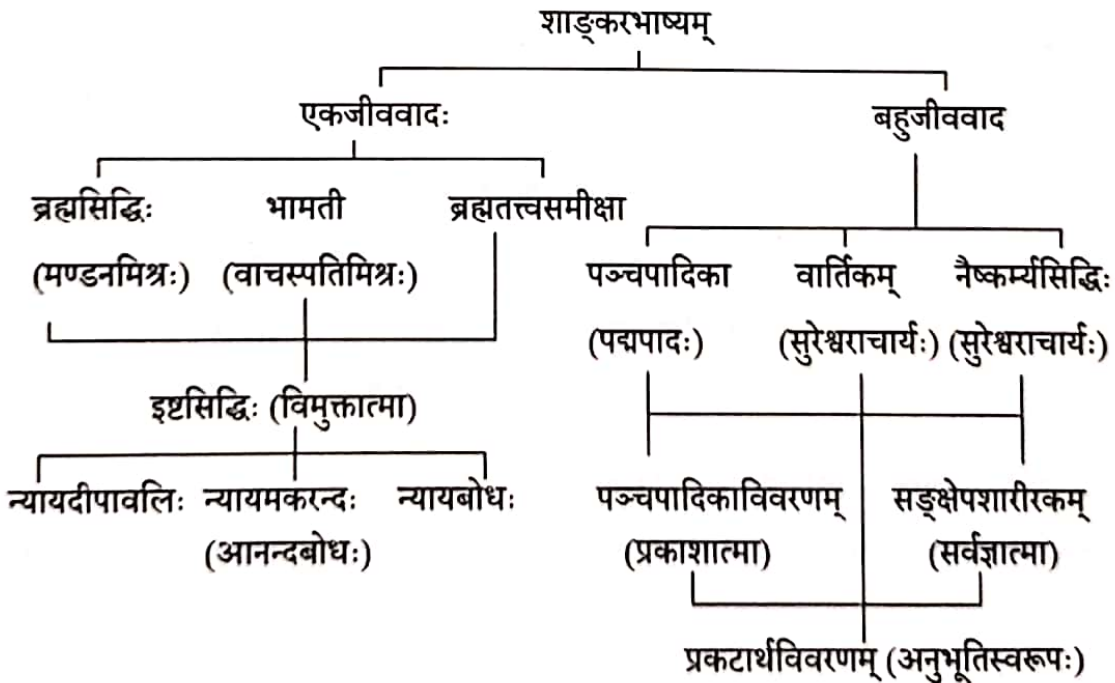 शाङ्करभाष्यम्
एकजीववादः
बहुजीववाद
ब्रह्मसिद्धिः भामती ब्रह्मतत्त्वसमीक्षा
(मण्डनमिश्रः) (वाचस्पतिमिश्रः)
पञ्चपादिका वार्तिकम् नैष्कर्म्यसिद्धिः
(पद्मपादः) (सुरेश्वराचार्यः) (सुरेश्वराचार्यः)
इष्टसिद्धिः (विमुक्तात्मा)
न्यायदीपावलिः न्यायमकरन्दः न्यायबोधः
(आनन्दबोधः)
पञ्चपादिकाविवरणम् सङ्क्षेपशारीरकम्
(प्रकाशात्मा) (सर्वज्ञात्मा)
प्रकटार्थविवरणम् (अनुभूतिस्वरूपः)